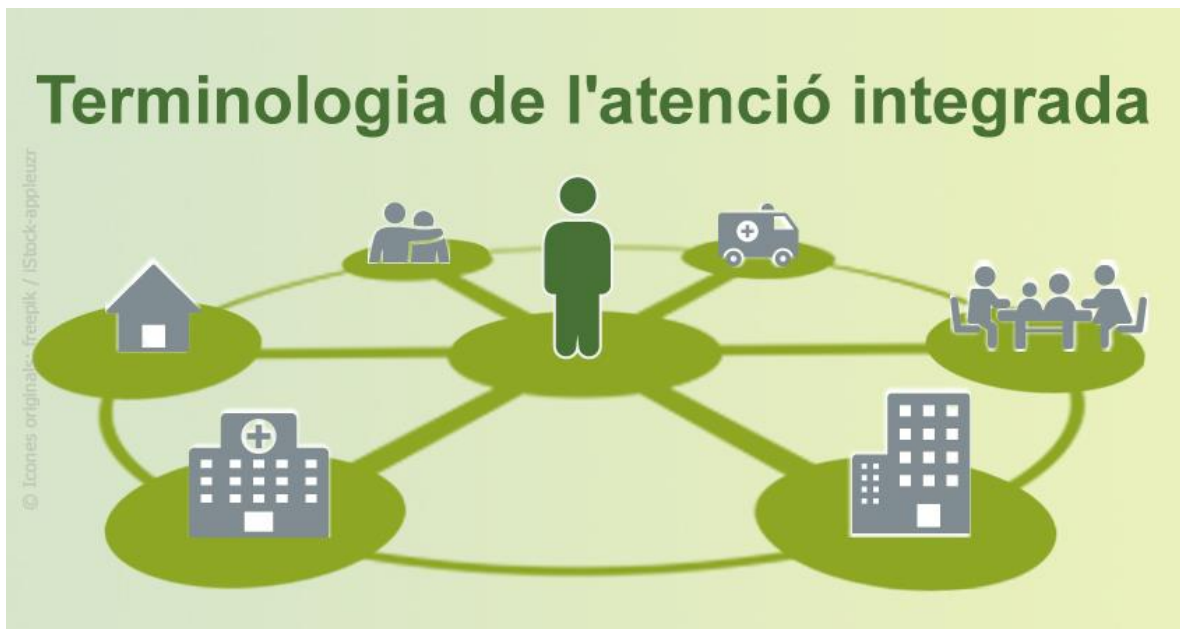 Terminologia de l'atenció integrada
© Icones originals: freepik / iStock-appleuzr